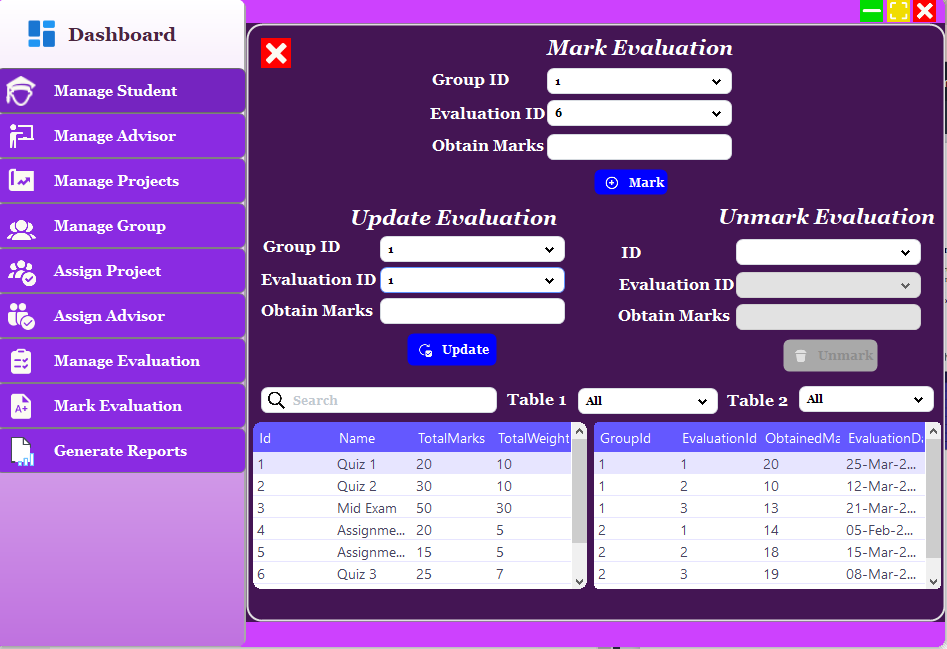 Dashboard
Manage Student
Manage Advisor
Manage Projects
Manage Group
Assign Project
Assign Advisor
Manage Evaluation
Mark Evaluation
A+
Generate Reports
Mark Evaluation
Group ID 1
Evaluation ID 6
Obtain Marks
Mark
Update Evaluation
Group ID 1
Evaluation ID 1
Obtain Marks
Update
Unmark Evaluation
ID
Evaluation ID
Obtain Marks
Unmark
Search Table 1 All Table 2 All
Id Name TotalMarks TotalWeight
1 Quiz 1 20 10
2 Quiz 2 30 10
3 Mid Exam 50 30
4 Assignme... 20 5
5 Assignme... 15 5
6 Quiz 3 25 7
GroupId EvaluationId ObtainedMa EvaluationDa
1 1 20 25-Mar-2...
1 2 10 12-Mar-2...
1 3 13 21-Mar-2...
2 1 14 05-Feb-2...
2 2 18 15-Mar-2...
2 3 19 08-Mar-2...